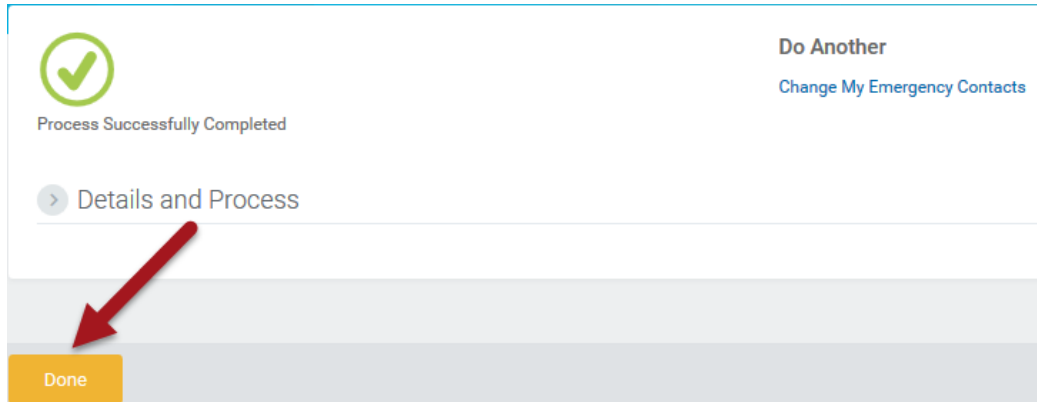 Process Successfully Completed
Do Another
Change My Emergency Contacts
Details and Process
Done